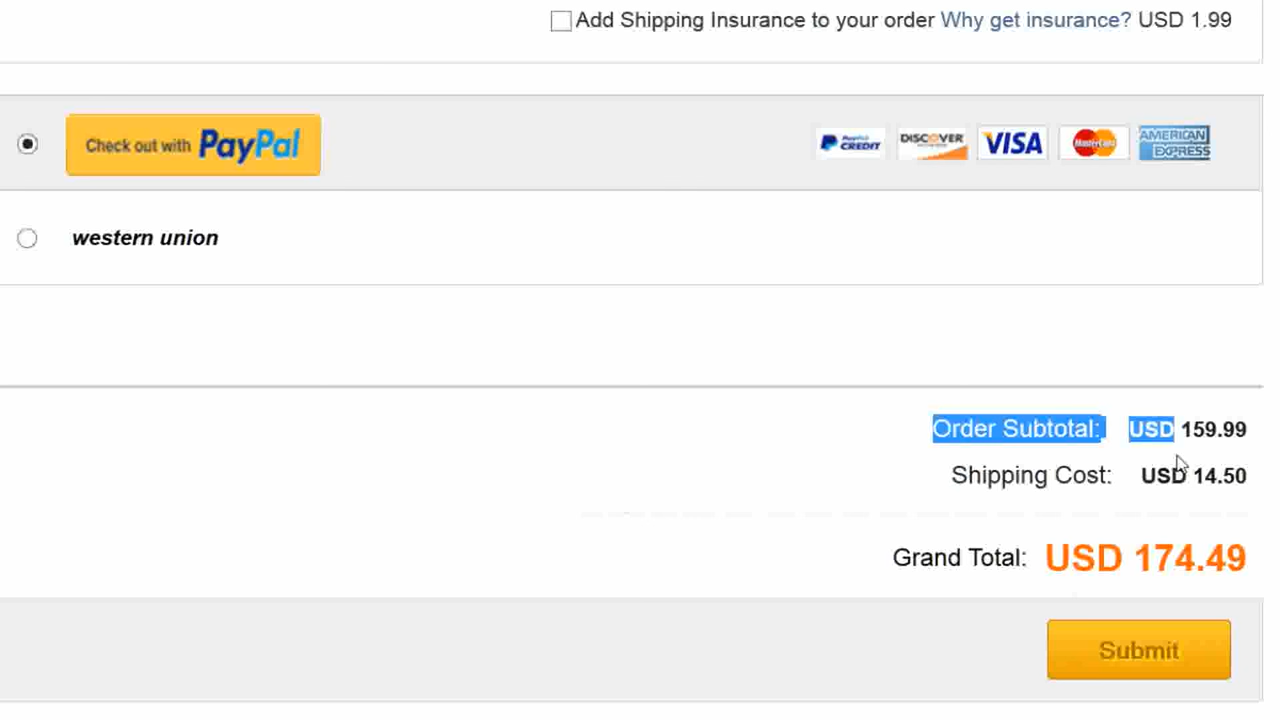 Add Shipping Insurance to your order Why get insurance? USD 1.99
Check out with PayPal
PayPal CREDIT
DISCOVER
VISA
MasterCard
AMERICAN EXPRESS
western union
Order Subtotal: USD 159.99
Shipping Cost: USD 14.50
Grand Total: USD 174.49
Submit